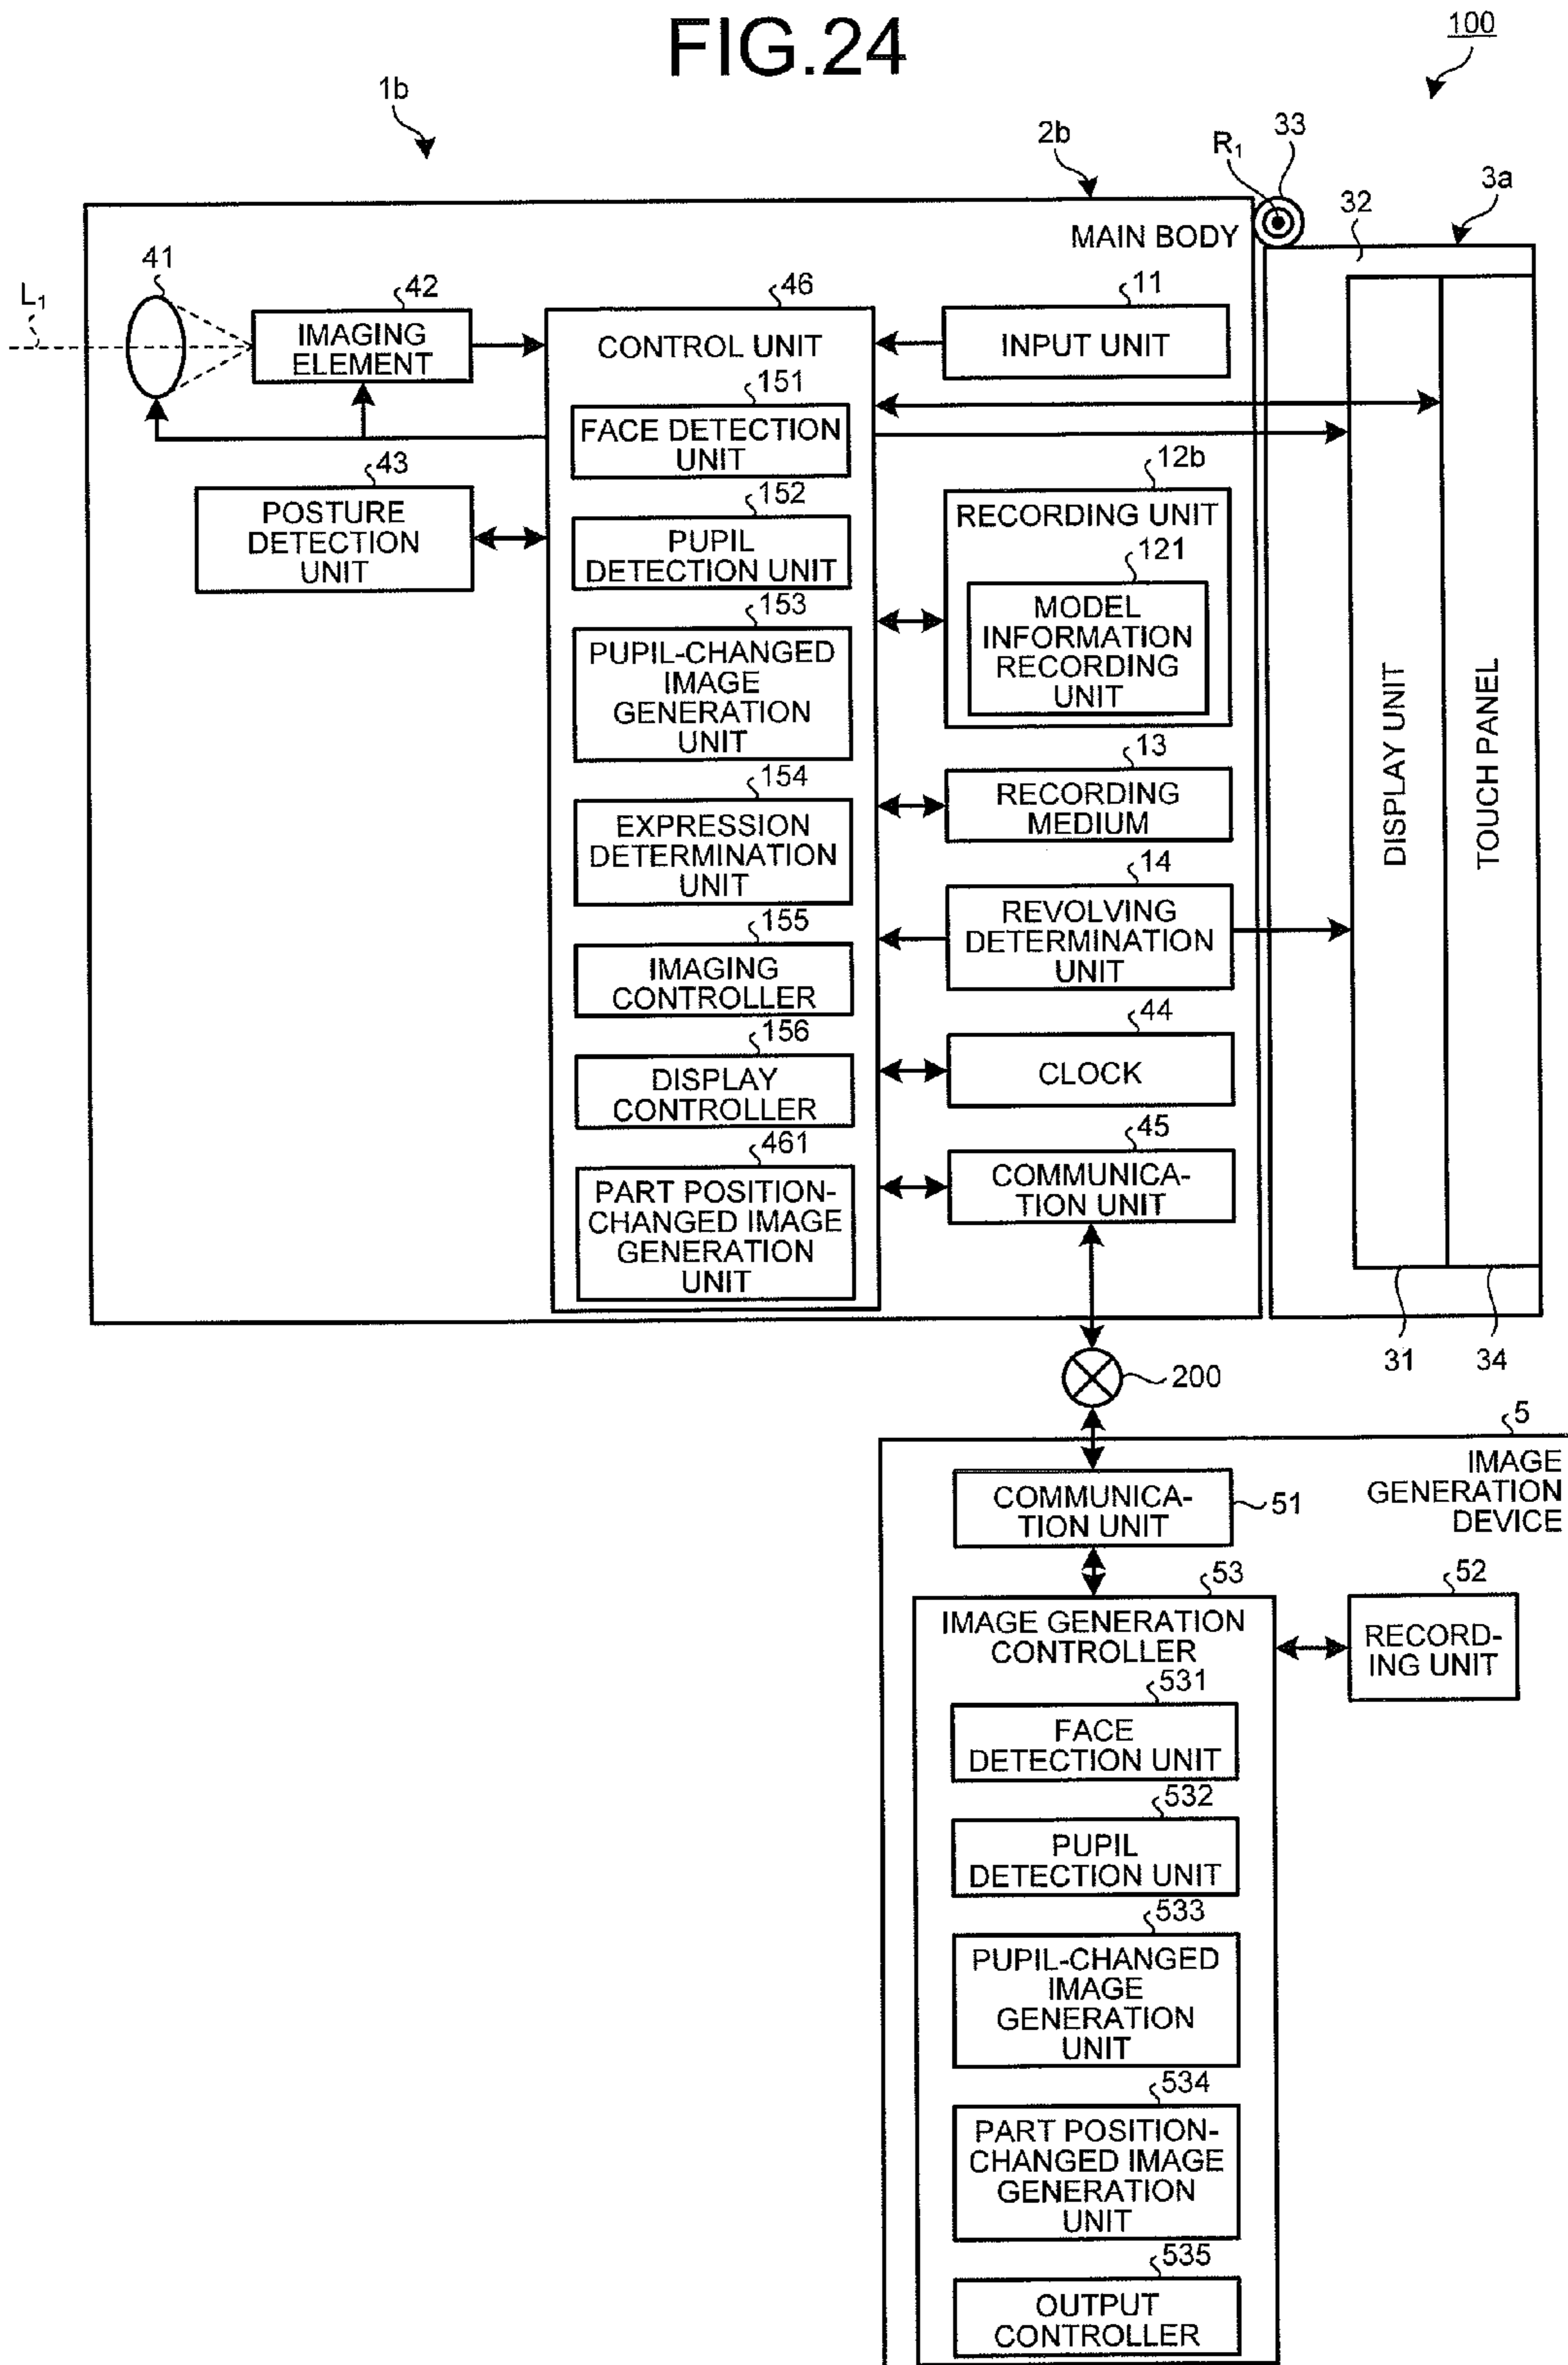 FIG.24
100
1b
2b
R₁
33
3a
32
MAIN BODY
L₁
41
42
IMAGING
ELEMENT
46
CONTROL UNIT
11
INPUT UNIT
151
FACE DETECTION
UNIT
43
POSTURE
DETECTION
UNIT
152
PUPIL
DETECTION UNIT
12b
RECORDING UNIT
121
MODEL
INFORMATION
RECORDING
UNIT
153
PUPIL-CHANGED
IMAGE
GENERATION
UNIT
13
RECORDING
MEDIUM
154
EXPRESSION
DETERMINATION
UNIT
14
REVOLVING
DETERMINATION
UNIT
155
IMAGING
CONTROLLER
44
CLOCK
156
DISPLAY
CONTROLLER
45
COMMUNICA-
TION UNIT
461
PART POSITION-
CHANGED IMAGE
GENERATION
UNIT
DISPLAY UNIT
TOUCH PANEL
31
34
200
5
IMAGE
GENERATION
DEVICE
COMMUNICA-
TION UNIT
51
53
IMAGE GENERATION
CONTROLLER
52
RECORD-
ING UNIT
531
FACE
DETECTION UNIT
532
PUPIL
DETECTION UNIT
533
PUPIL-CHANGED
IMAGE
GENERATION
UNIT
534
PART POSITION-
CHANGED IMAGE
GENERATION
UNIT
535
OUTPUT
CONTROLLER